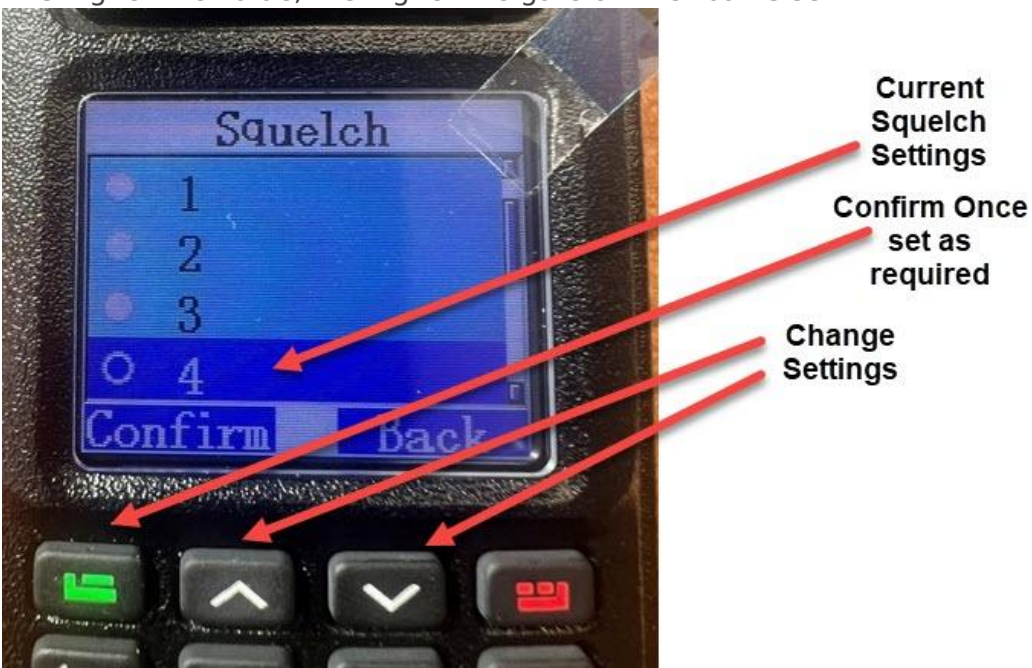 Squelch
1
2
3
4
Confirm Back
Current
Squelch
Settings
Confirm Once
set as
required
Change
Settings